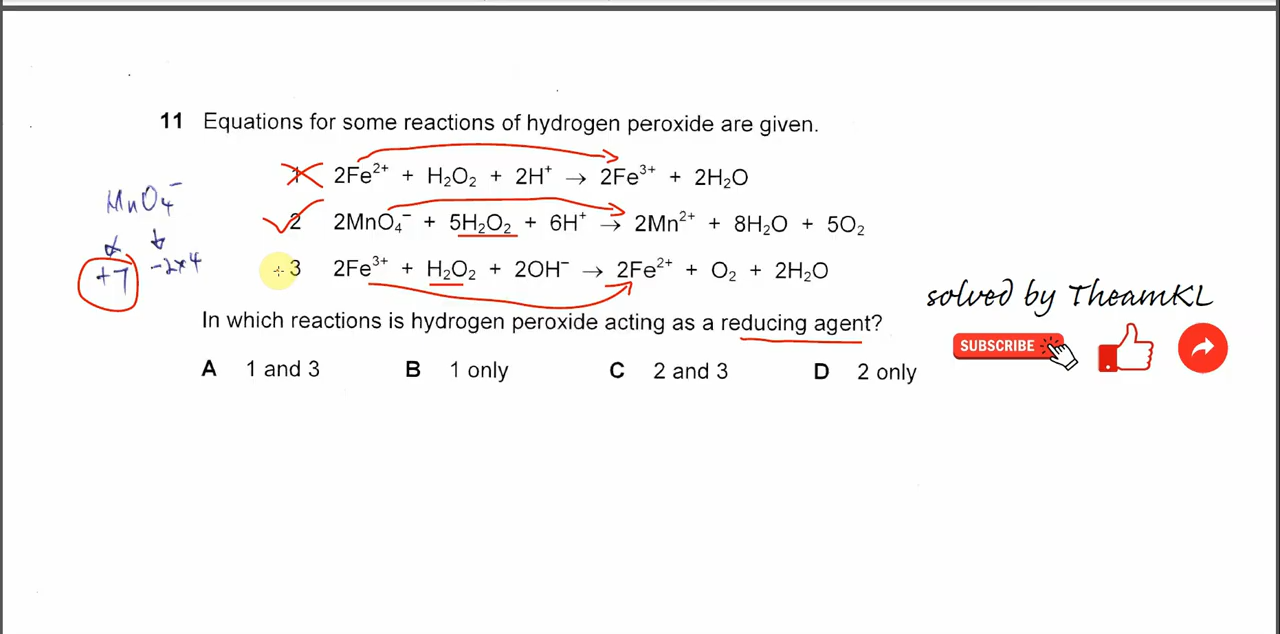 11 Equations for some reactions of hydrogen peroxide are given.
1 2Fe²⁺ + H₂O₂ + 2H⁺ → 2Fe³⁺ + 2H₂O
MnO₄⁻
2 2MnO₄⁻ + 5H₂O₂ + 6H⁺ → 2Mn²⁺ + 8H₂O + 5O₂
+7 -2x4
3 2Fe³⁺ + H₂O₂ + 2OH⁻ → 2Fe²⁺ + O₂ + 2H₂O
solved by TheamKL
In which reactions is hydrogen peroxide acting as a reducing agent?
SUBSCRIBE
A 1 and 3 B 1 only C 2 and 3 D 2 only